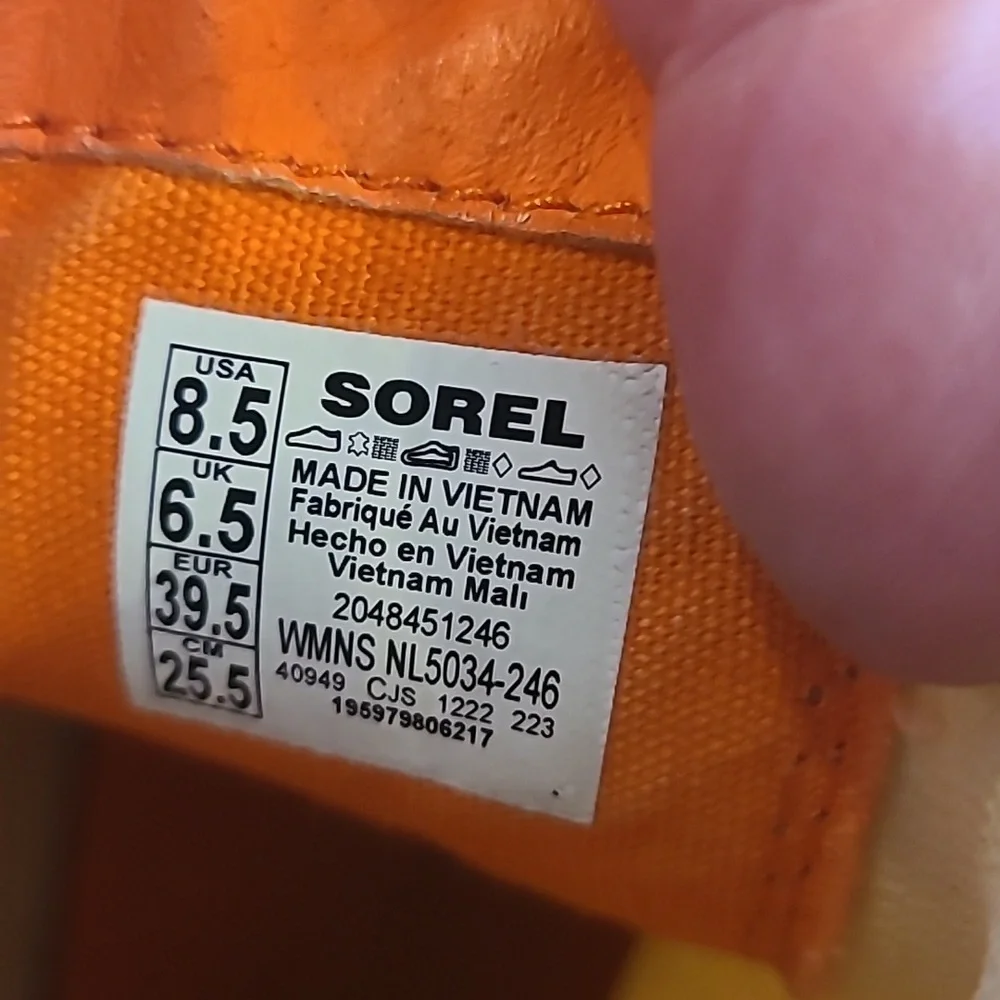 USA
8.5
UK
6.5
EUR
39.5
CM
25.5
SOREL
MADE IN VIETNAM
Fabriqué Au Vietnam
Hecho en Vietnam
Vietnam Malı
2048451246
WMNS NL5034-246
40949 CJS 1222 223
195979806217